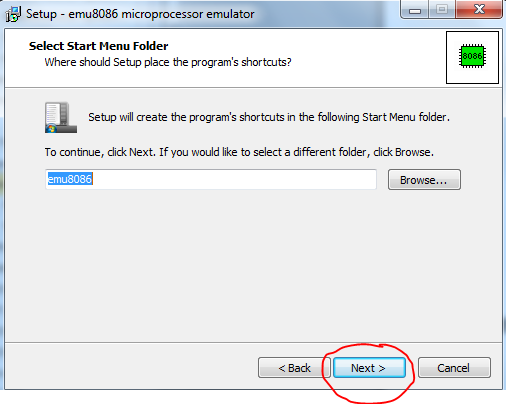 Setup - emu8086 microprocessor emulator
Select Start Menu Folder
Where should Setup place the program's shortcuts?
8086
Setup will create the program's shortcuts in the following Start Menu folder.
To continue, click Next. If you would like to select a different folder, click Browse.
emu8086
Browse...
< Back
Next >
Cancel